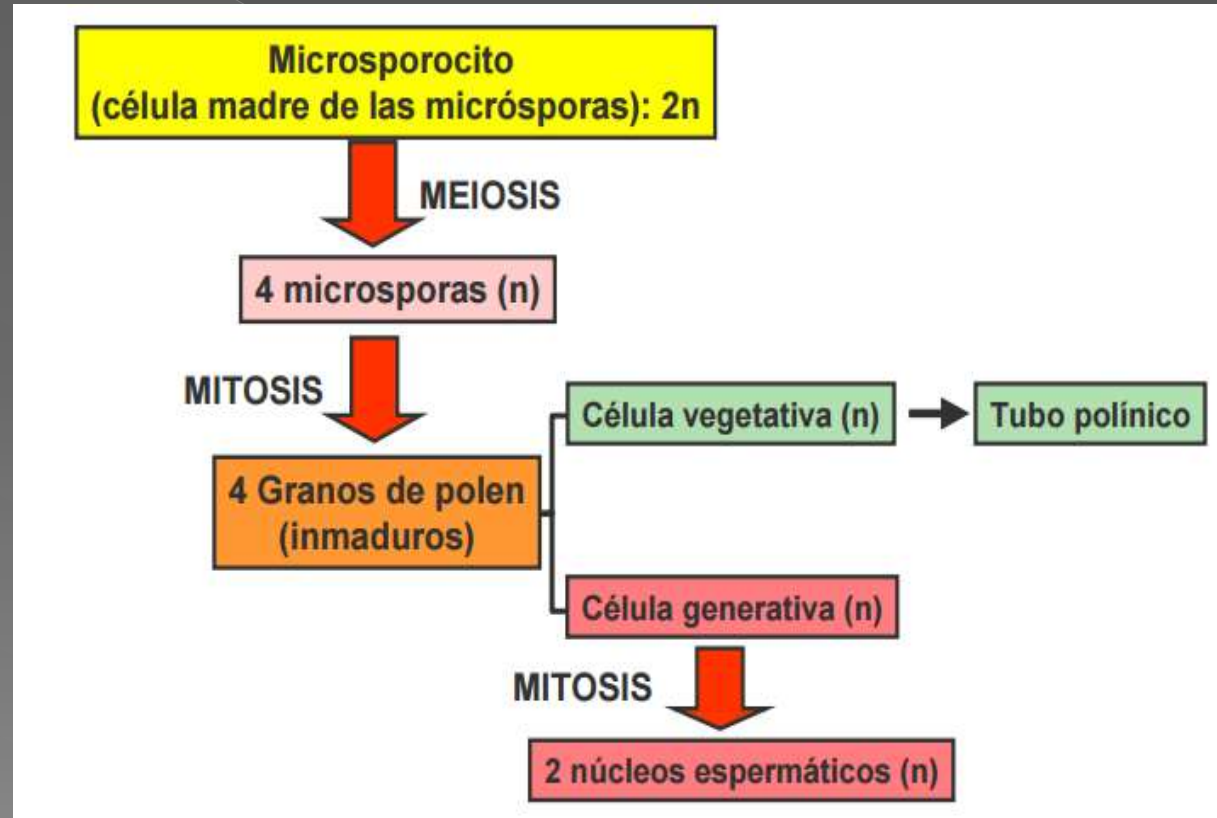 Microsporocito
(célula madre de las micrósporas): 2n
MEIOSIS
4 microsporas (n)
MITOSIS
4 Granos de polen
(inmaduros)
Célula vegetativa (n)
Tubo polínico
Célula generativa (n)
MITOSIS
2 núcleos espermáticos (n)